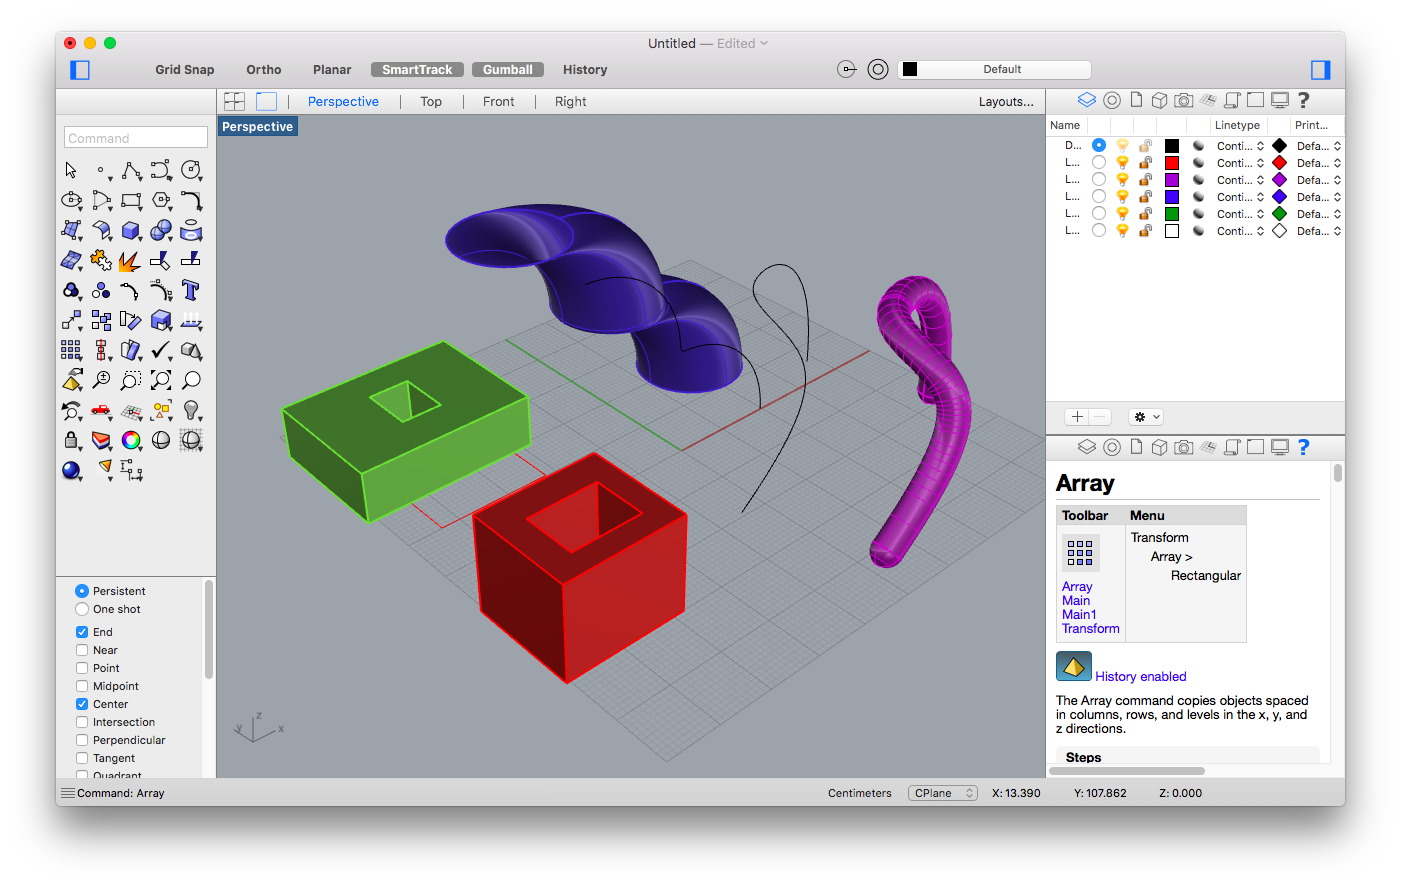 Untitled — Edited
Grid Snap Ortho Planar SmartTrack Gumball History Default
Perspective Top Front Right Layouts...
Perspective
Command
Persistent
One shot
End
Near
Point
Midpoint
Center
Intersection
Perpendicular
Tangent
Quadrant
z
y
x
Name Linetype Print...
D... Conti... Defa...
L... Conti... Defa...
L... Conti... Defa...
L... Conti... Defa...
L... Conti... Defa...
L... Conti... Defa...
Array
Toolbar Menu
Transform
Array >
Rectangular
Array
Main
Main1
Transform
History enabled
The Array command copies objects spaced
in columns, rows, and levels in the x, y, and
z directions.
Steps
Command: Array Centimeters CPlane X: 13.390 Y: 107.862 Z: 0.000